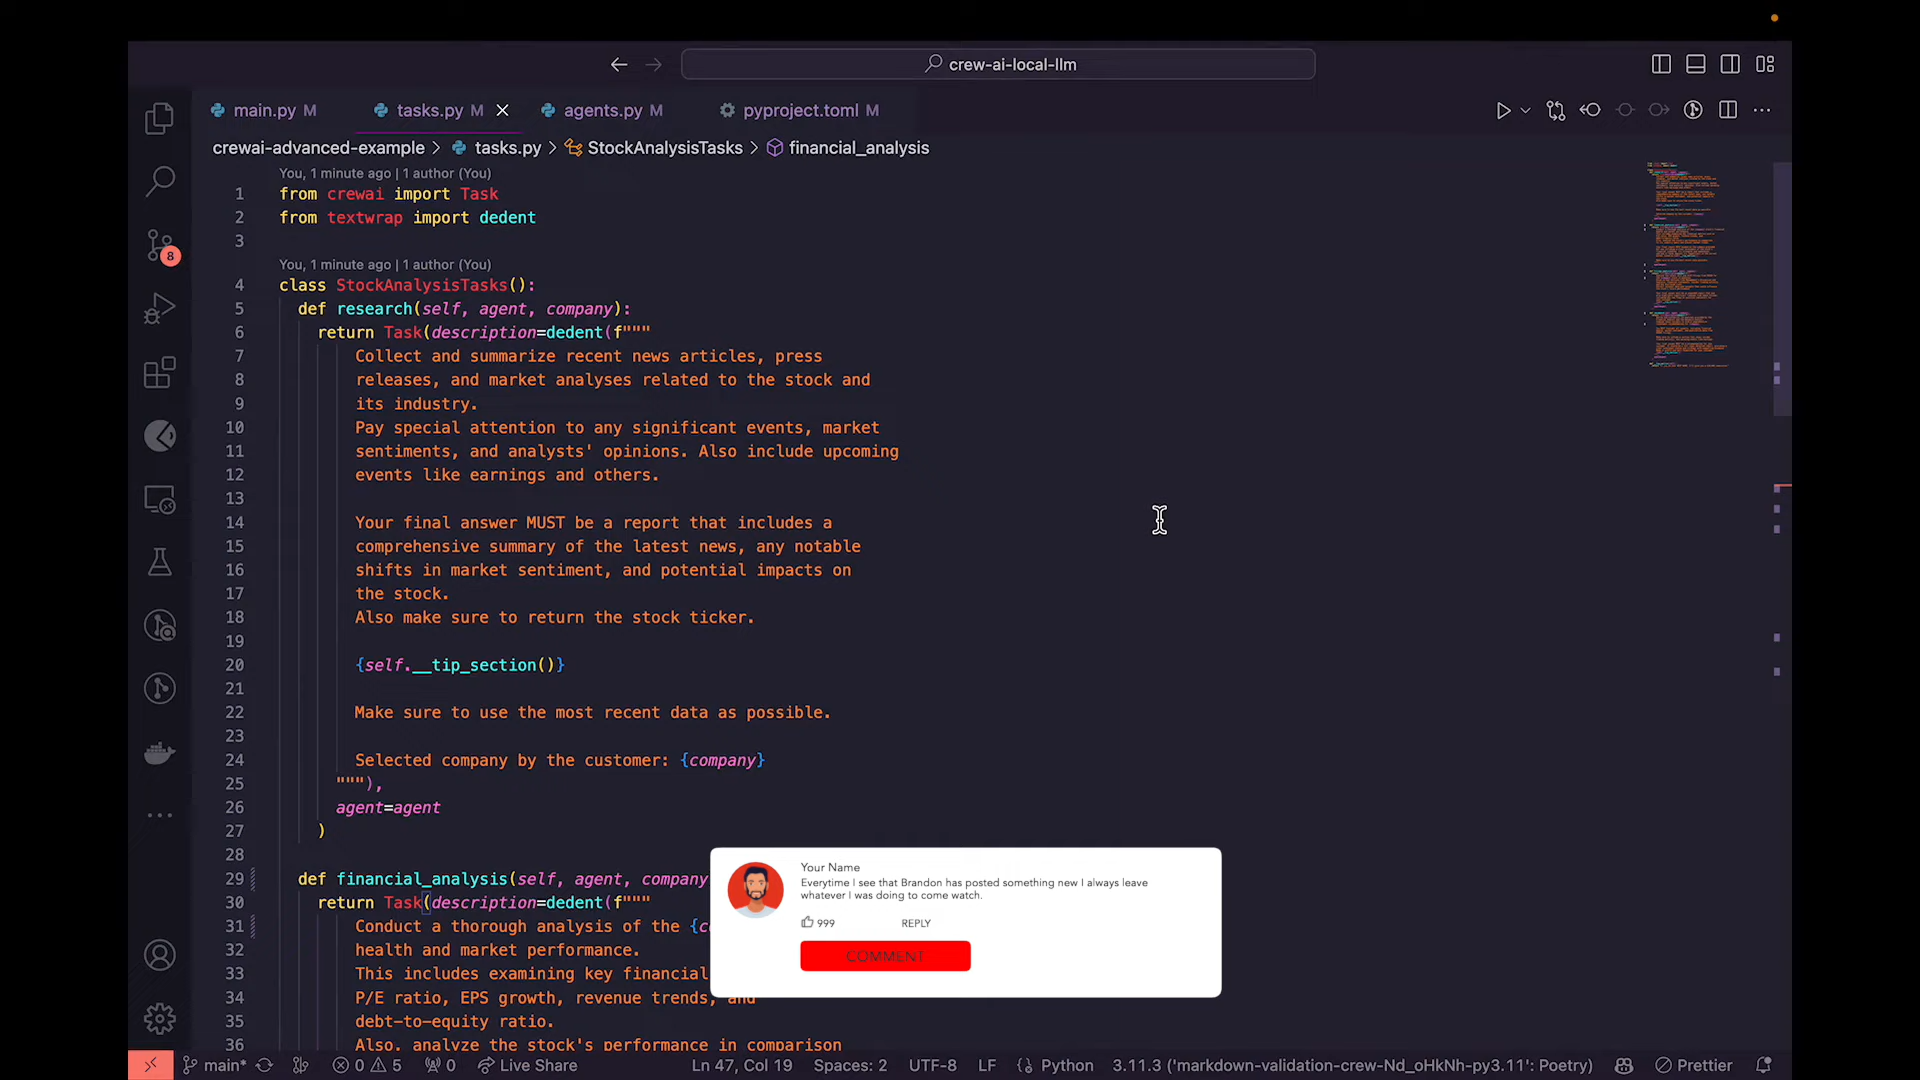 crew-ai-local-llm
main.py M
tasks.py M
agents.py M
pyproject.toml M
crewai-advanced-example > tasks.py > StockAnalysisTasks > financial_analysis
You, 1 minute ago | 1 author (You)
1 from crewai import Task
2 from textwrap import dedent
3
You, 1 minute ago | 1 author (You)
4 class StockAnalysisTasks():
5 def research(self, agent, company):
6 return Task(description=dedent(f"""
7 Collect and summarize recent news articles, press
8 releases, and market analyses related to the stock and
9 its industry.
10 Pay special attention to any significant events, market
11 sentiments, and analysts' opinions. Also include upcoming
12 events like earnings and others.
13
14 Your final answer MUST be a report that includes a
15 comprehensive summary of the latest news, any notable
16 shifts in market sentiment, and potential impacts on
17 the stock.
18 Also make sure to return the stock ticker.
19
20 {self.__tip_section()}
21
22 Make sure to use the most recent data as possible.
23
24 Selected company by the customer: {company}
25 """),
26 agent=agent
27 )
28
29 def financial_analysis(self, agent, company
30 return Task(description=dedent(f"""
31 Conduct a thorough analysis of the {c
32 health and market performance.
33 This includes examining key financial
34 P/E ratio, EPS growth, revenue trends, and
35 debt-to-equity ratio.
36 Also, analyze the stock's performance in comparison
8
Your Name
Everytime I see that Brandon has posted something new I always leave
whatever I was doing to come watch.
999 REPLY
COMMENT
main* 0 5 0 Live Share Ln 47, Col 19 Spaces: 2 UTF-8 LF Python 3.11.3 ('markdown-validation-crew-Nd_oHkNh-py3.11': Poetry) Prettier